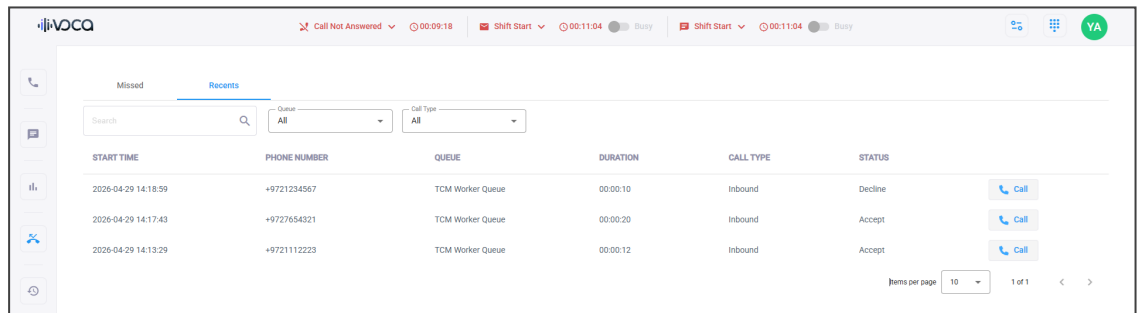 VOCA Call Not Answered 00:09:18 Shift Start 00:11:04 Busy Shift Start 00:11:04 Busy YA
Missed Recents
Queue Call Type
Search All All
START TIME PHONE NUMBER QUEUE DURATION CALL TYPE STATUS
2026-04-29 14:18:59 +9721234567 TCM Worker Queue 00:00:10 Inbound Decline Call
2026-04-29 14:17:43 +9727654321 TCM Worker Queue 00:00:20 Inbound Accept Call
2026-04-29 14:13:29 +9721112223 TCM Worker Queue 00:00:12 Inbound Accept Call
Items per page 10 1 of 1